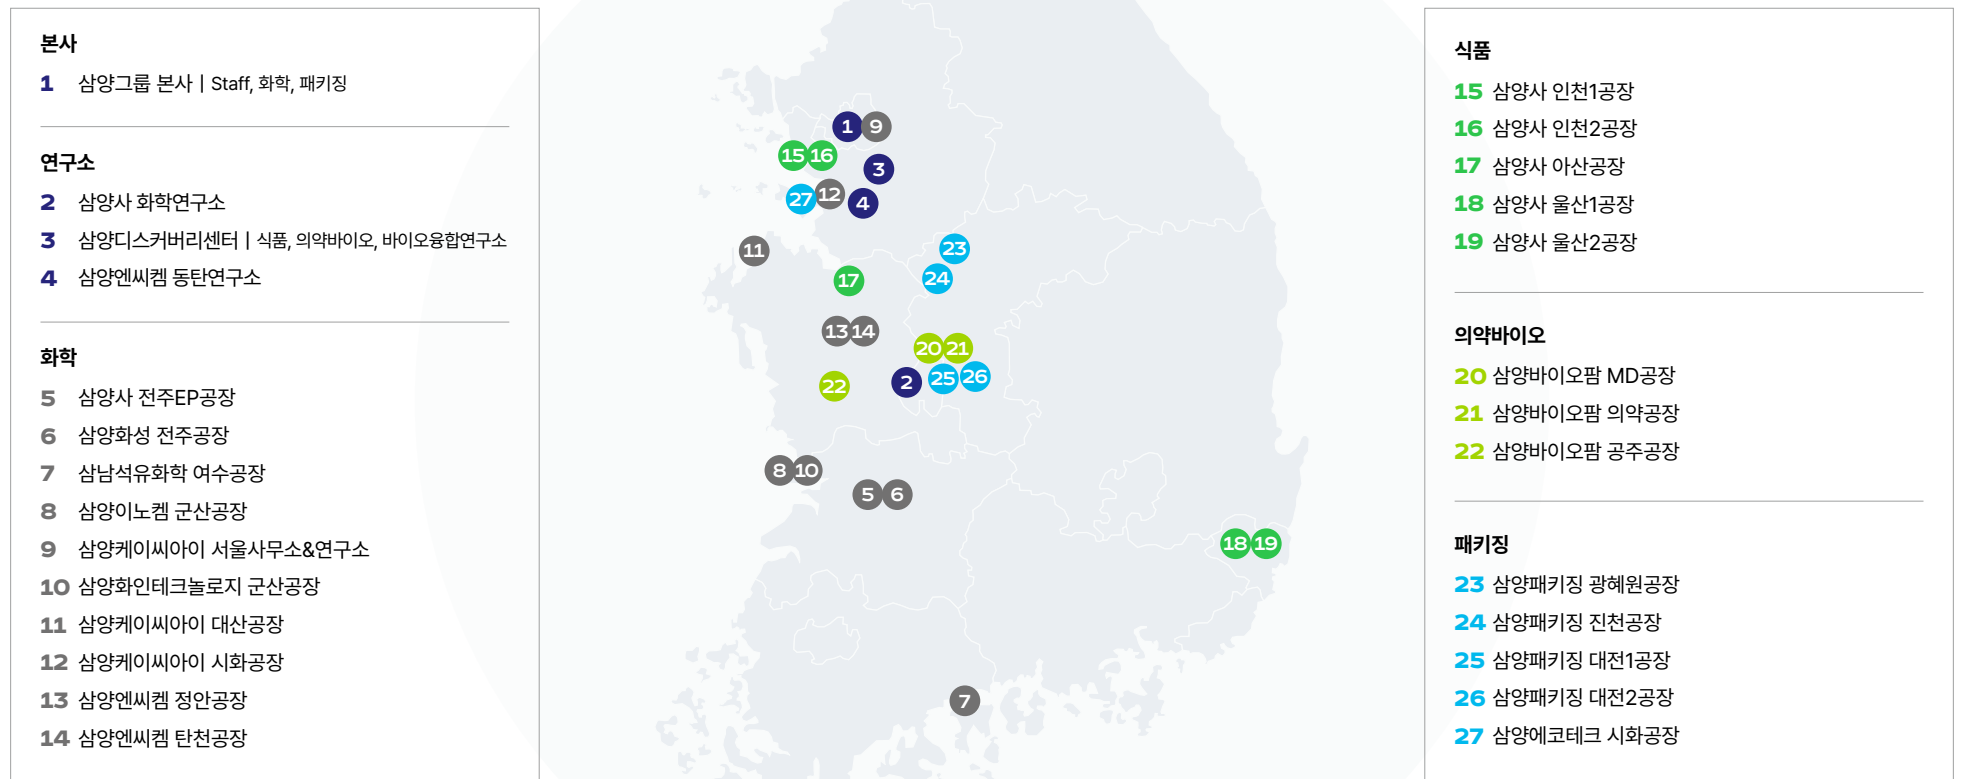 본사
1 삼양그룹 본사 | Staff, 화학, 패키징
연구소
2 삼양사 화학연구소
3 삼양디스커버리센터 | 식품, 의약바이오, 바이오융합연구소
4 삼양엔씨켐 동탄연구소
화학
5 삼양사 전주EP공장
6 삼양화성 전주공장
7 삼남석유화학 여수공장
8 삼양이노켐 군산공장
9 삼양케이씨아이 서울사무소&연구소
10 삼양화인테크놀로지 군산공장
11 삼양케이씨아이 대산공장
12 삼양케이씨아이 시화공장
13 삼양엔씨켐 정안공장
14 삼양엔씨켐 탄천공장
1 9
15 16
3
27 12
4
11
23
24
17
13 14
20 21
22
2 25 26
8 10
5 6
18 19
7
식품
15 삼양사 인천1공장
16 삼양사 인천2공장
17 삼양사 아산공장
18 삼양사 울산1공장
19 삼양사 울산2공장
의약바이오
20 삼양바이오팜 MD공장
21 삼양바이오팜 의약공장
22 삼양바이오팜 공주공장
패키징
23 삼양패키징 광혜원공장
24 삼양패키징 진천공장
25 삼양패키징 대전1공장
26 삼양패키징 대전2공장
27 삼양에코테크 시화공장